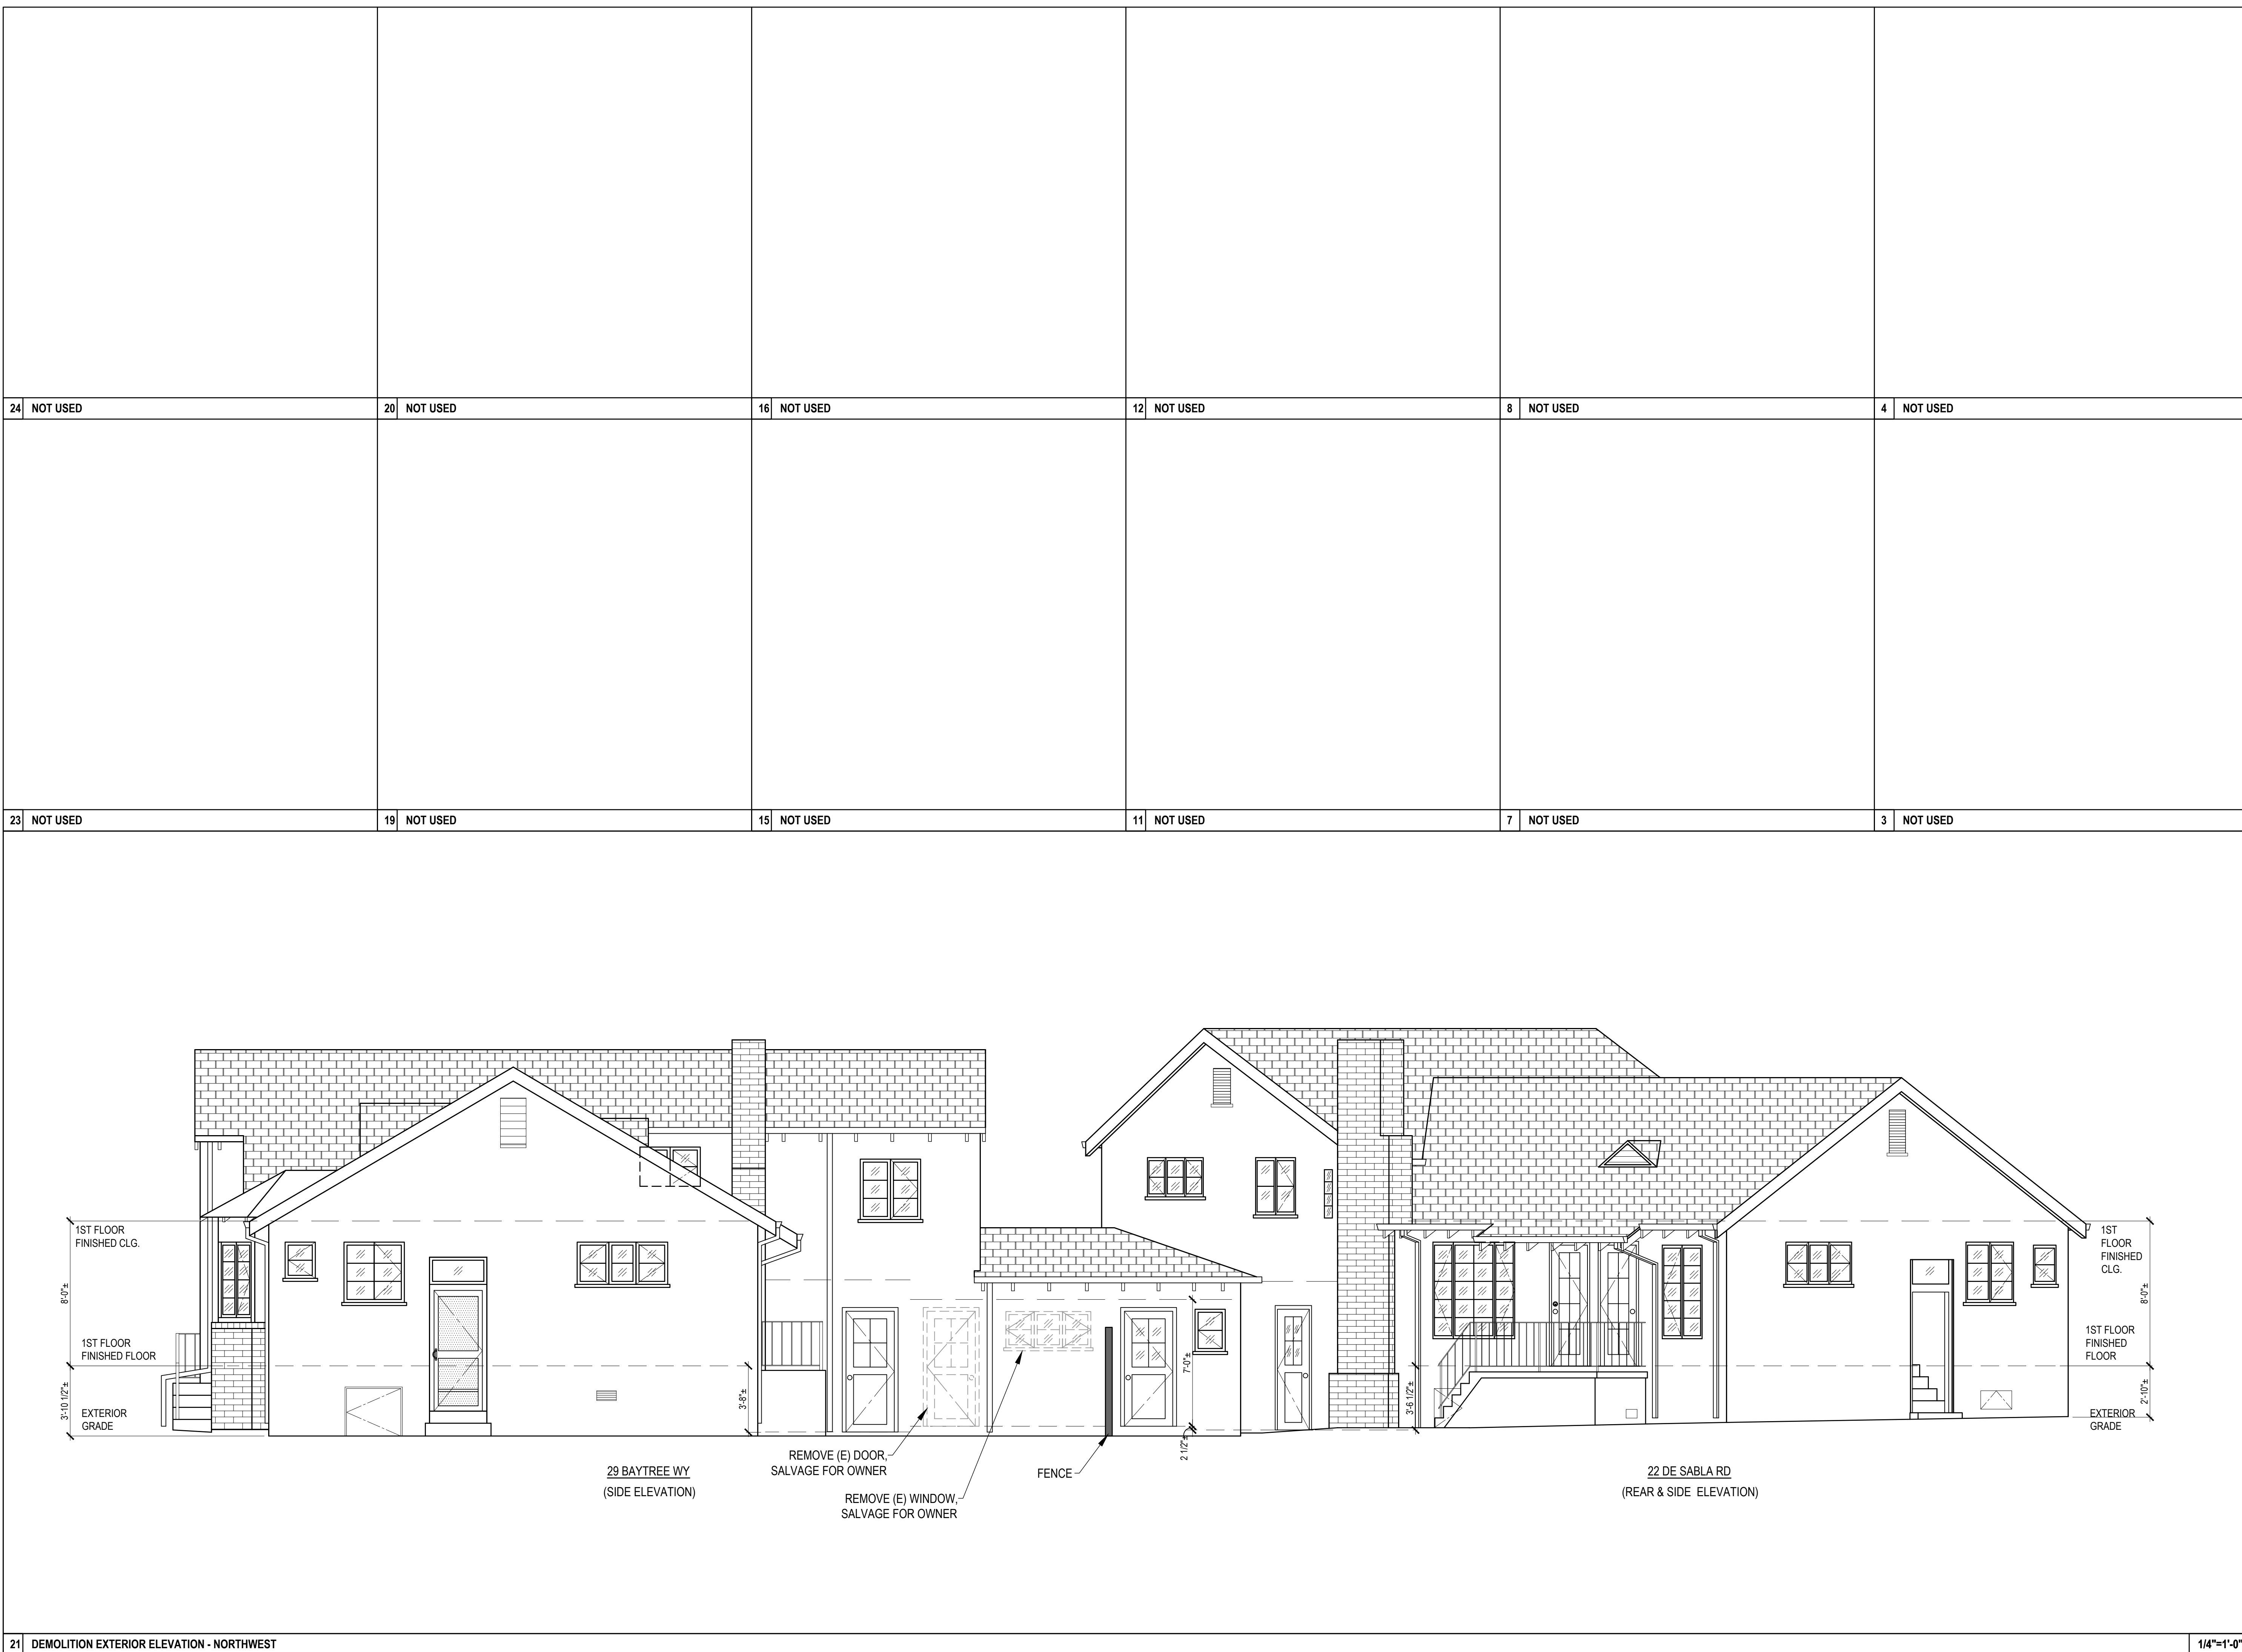 24 NOT USED
20 NOT USED
16 NOT USED
12 NOT USED
8 NOT USED
4 NOT USED
23 NOT USED
19 NOT USED
15 NOT USED
11 NOT USED
7 NOT USED
3 NOT USED
1ST FLOOR
FINISHED CLG.
8'-0"±
1ST FLOOR
FINISHED FLOOR
3'-10 1/2"±
EXTERIOR
GRADE
3'-8"±
7'-0"±
2 1/2"±
3'-6 1/2"±
1ST
FLOOR
FINISHED
CLG.
8'-0"±
1ST FLOOR
FINISHED
FLOOR
2'-10"±
EXTERIOR
GRADE
REMOVE (E) DOOR,
SALVAGE FOR OWNER
REMOVE (E) WINDOW,
SALVAGE FOR OWNER
FENCE
29 BAYTREE WY
(SIDE ELEVATION)
22 DE SABLA RD
(REAR & SIDE ELEVATION)
21 DEMOLITION EXTERIOR ELEVATION - NORTHWEST
1/4"=1'-0"